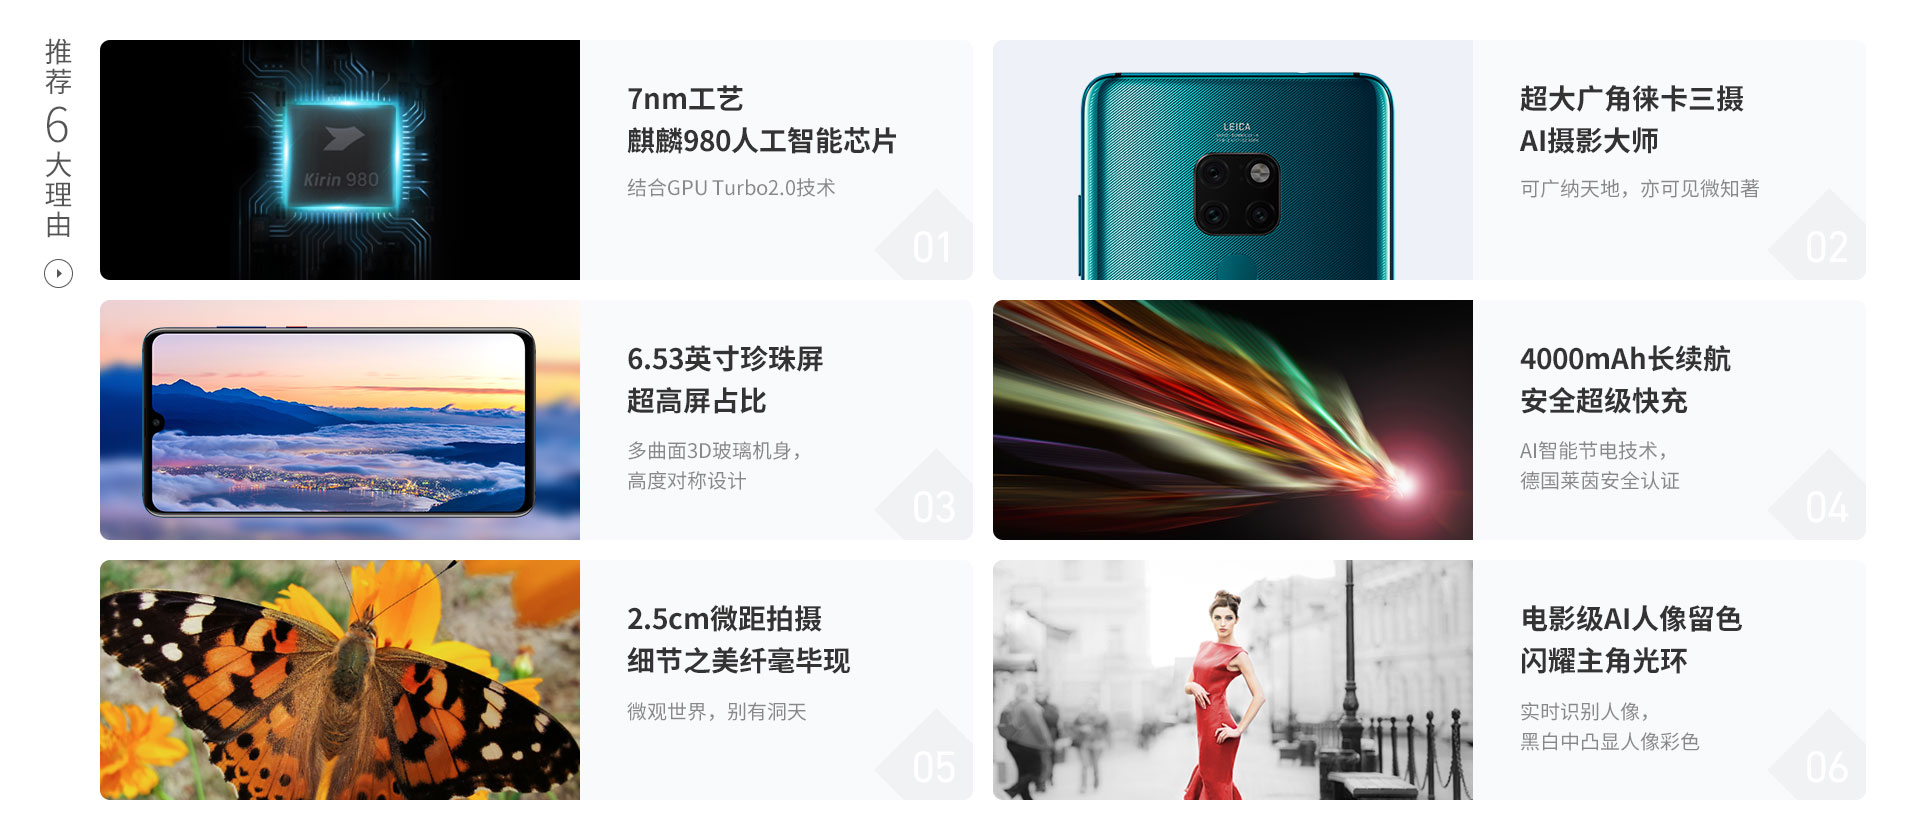 推荐6大理由
Kirin 980
7nm工艺
麒麟980人工智能芯片
结合GPU Turbo2.0技术
01
LEICA
超大广角徕卡三摄
AI摄影大师
可广纳天地，亦可见微知著
02
6.53英寸珍珠屏
超高屏占比
多曲面3D玻璃机身，
高度对称设计
03
4000mAh长续航
安全超级快充
AI智能节电技术，
德国莱茵安全认证
04
2.5cm微距拍摄
细节之美纤毫毕现
微观世界，别有洞天
05
电影级AI人像留色
闪耀主角光环
实时识别人像，
黑白中凸显人像彩色
06